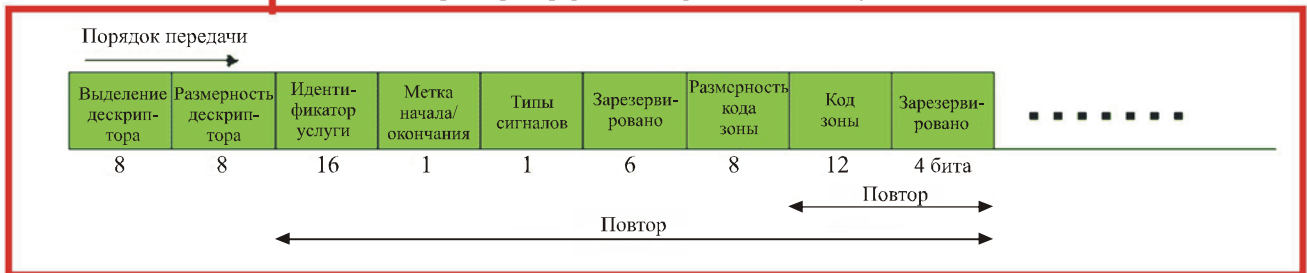 Порядок передачи
Выделение
дескрип-
тора
Размерность
дескрип-
тора
Иденти-
фикатор
услуги
Метка
начала/
окончания
Типы
сигналов
Зарезерви-
ровано
Размерность
кода
зоны
Код
зоны
Зарезерви-
ровано
8 8 16 1 1 6 8 12 4 бита
Повтор
Повтор